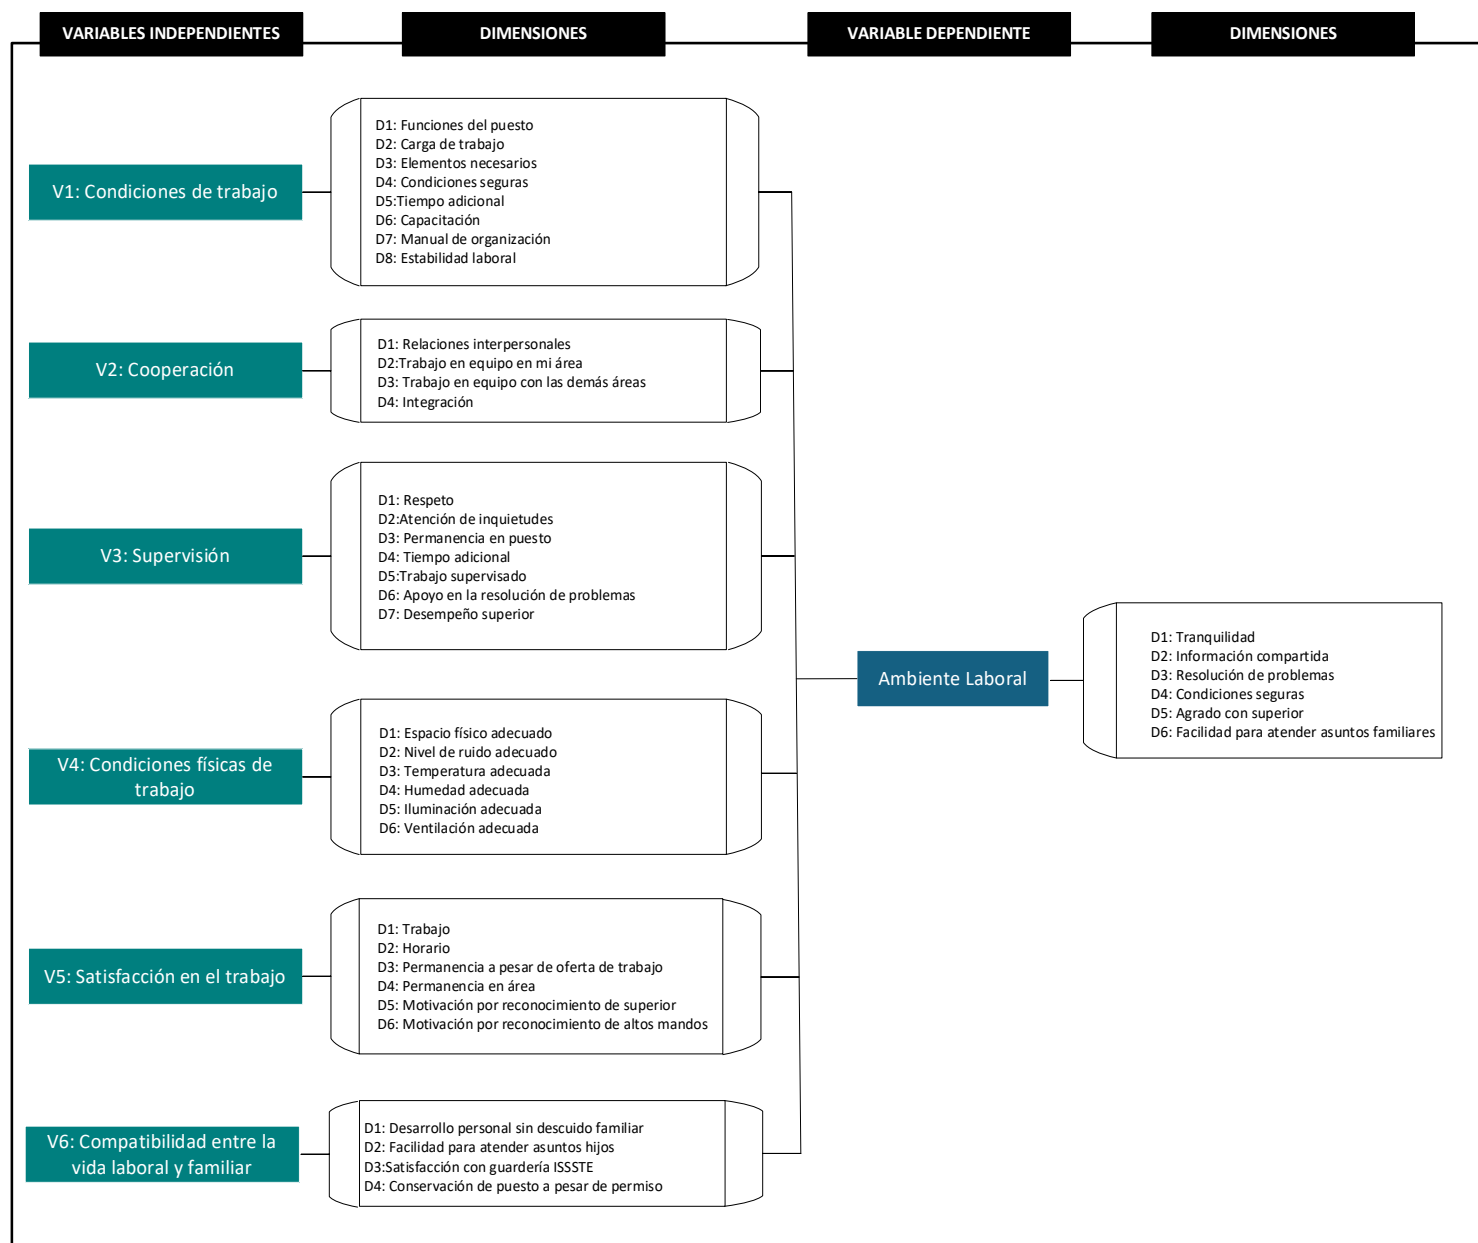 VARIABLES INDEPENDIENTES
DIMENSIONES
VARIABLE DEPENDIENTE
DIMENSIONES
V1: Condiciones de trabajo
D1: Funciones del puesto
D2: Carga de trabajo
D3: Elementos necesarios
D4: Condiciones seguras
D5:Tiempo adicional
D6: Capacitación
D7: Manual de organización
D8: Estabilidad laboral
V2: Cooperación
D1: Relaciones interpersonales
D2:Trabajo en equipo en mi área
D3: Trabajo en equipo con las demás áreas
D4: Integración
V3: Supervisión
D1: Respeto
D2:Atención de inquietudes
D3: Permanencia en puesto
D4: Tiempo adicional
D5:Trabajo supervisado
D6: Apoyo en la resolución de problemas
D7: Desempeño superior
V4: Condiciones físicas de
trabajo
D1: Espacio físico adecuado
D2: Nivel de ruido adecuado
D3: Temperatura adecuada
D4: Humedad adecuada
D5: Iluminación adecuada
D6: Ventilación adecuada
V5: Satisfacción en el trabajo
D1: Trabajo
D2: Horario
D3: Permanencia a pesar de oferta de trabajo
D4: Permanencia en área
D5: Motivación por reconocimiento de superior
D6: Motivación por reconocimiento de altos mandos
V6: Compatibilidad entre la
vida laboral y familiar
D1: Desarrollo personal sin descuido familiar
D2: Facilidad para atender asuntos hijos
D3:Satisfacción con guardería ISSSTE
D4: Conservación de puesto a pesar de permiso
Ambiente Laboral
D1: Tranquilidad
D2: Información compartida
D3: Resolución de problemas
D4: Condiciones seguras
D5: Agrado con superior
D6: Facilidad para atender asuntos familiares